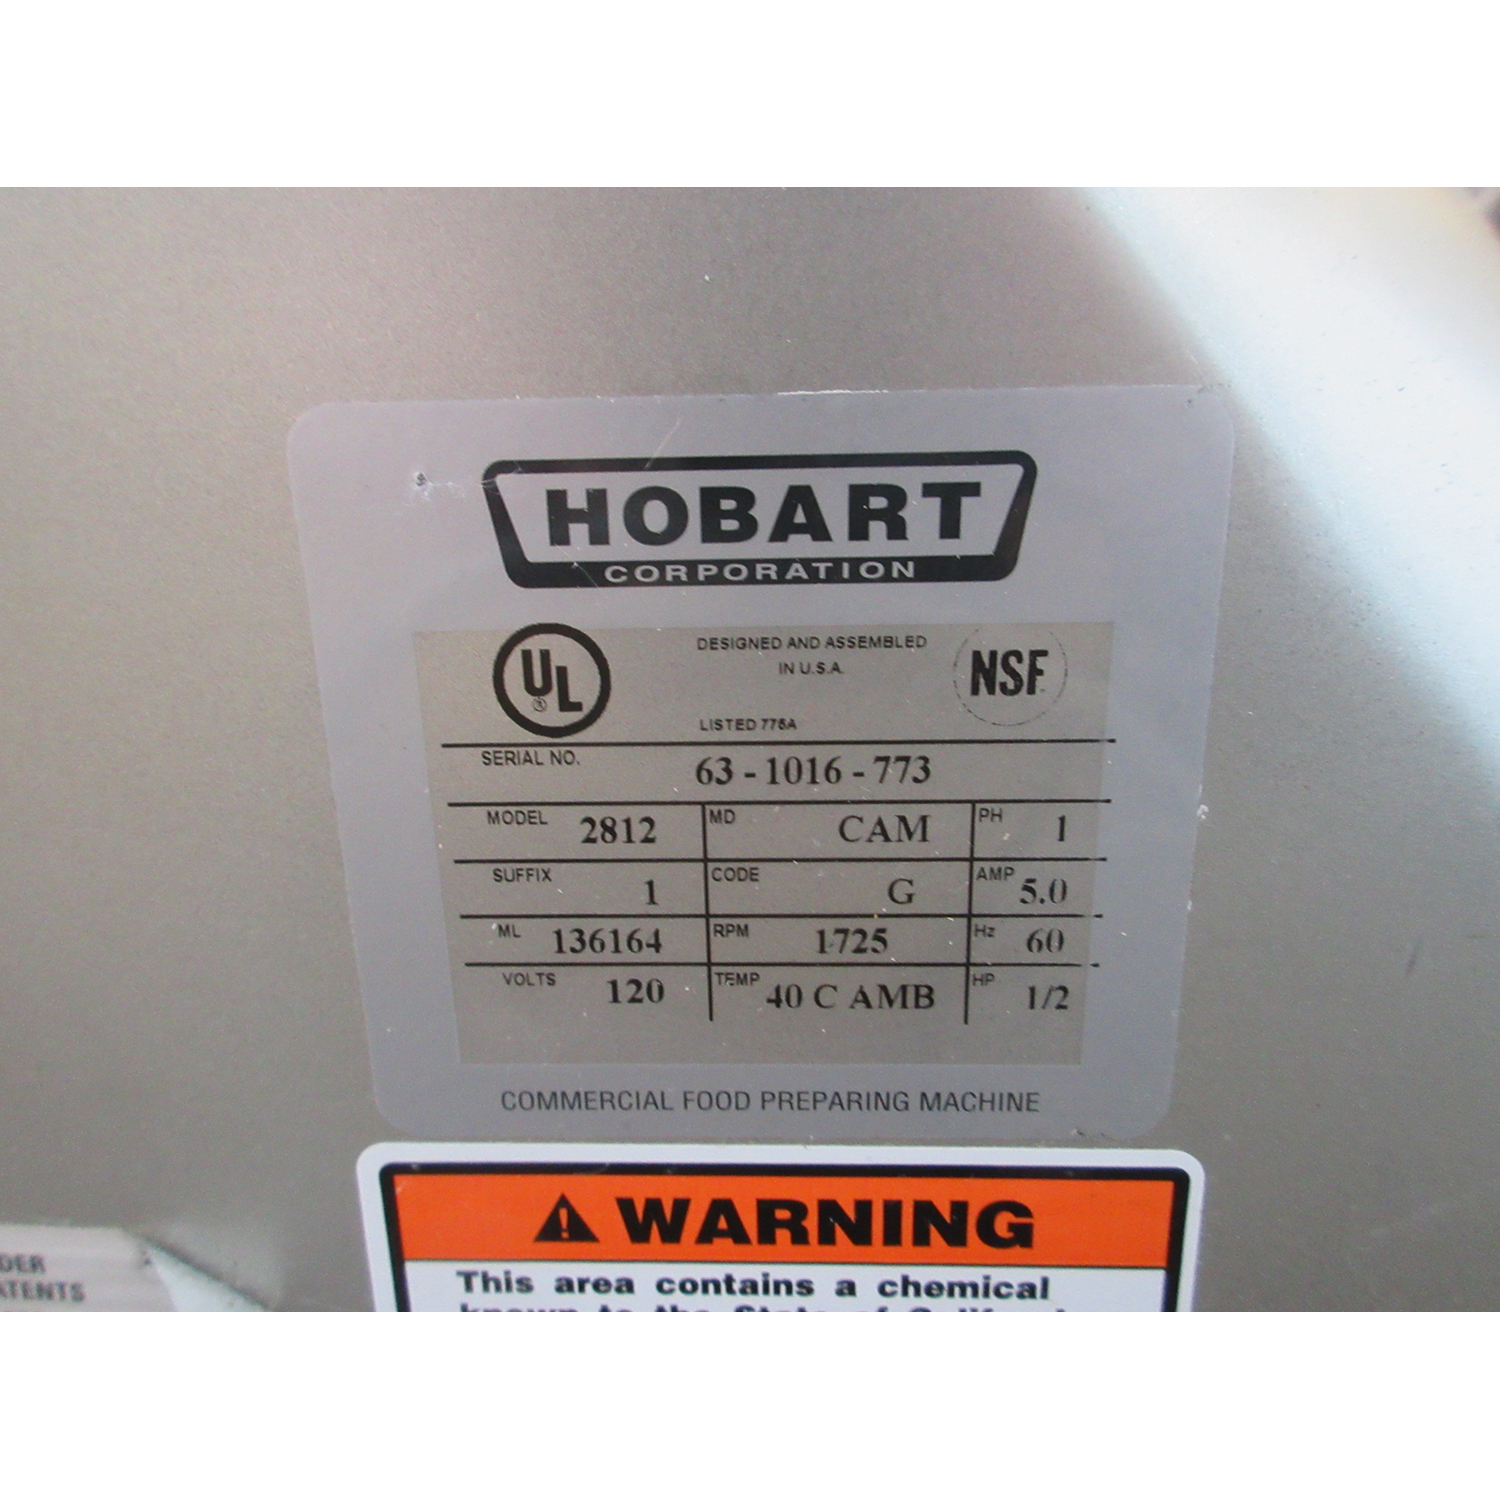 HOBART
CORPORATION
UL
®
DESIGNED AND ASSEMBLED
IN U.S.A.
NSF
LISTED 776A
SERIAL NO. 63-1016-773
MODEL 2812 MD CAM PH 1
SUFFIX 1 CODE G AMP 5.0
ML 136164 RPM 1725 Hz 60
VOLTS 120 TEMP 40 C AMB HP 1/2
COMMERCIAL FOOD PREPARING MACHINE
WARNING
This area contains a chemical